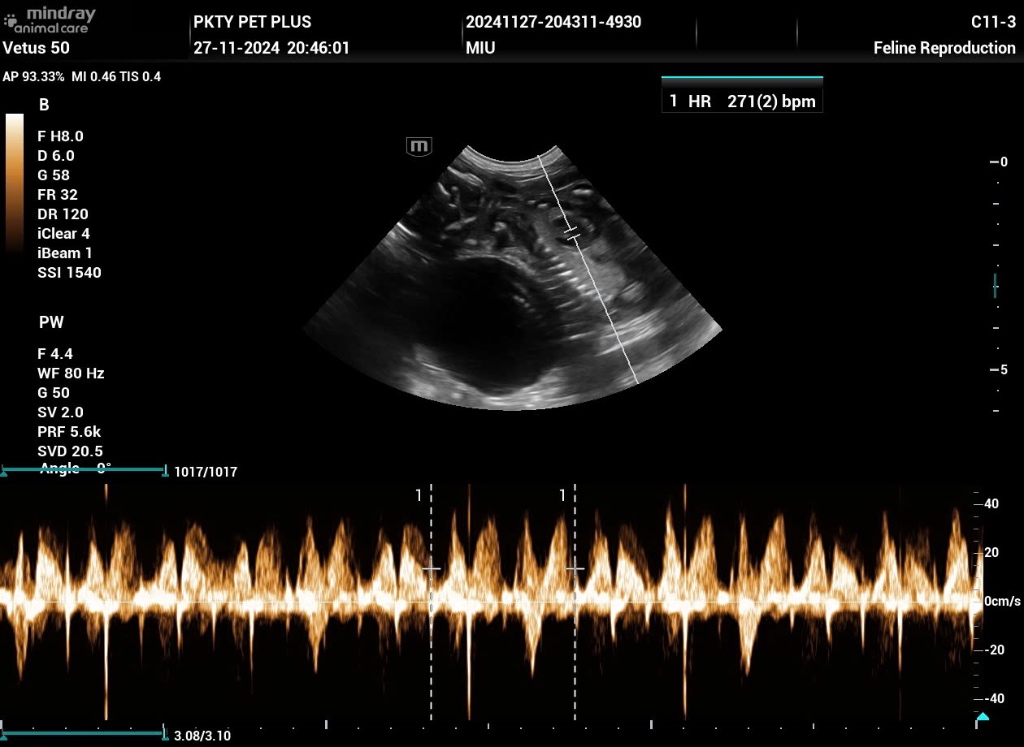 mindray
animal care
Vetus 50
PKTY PET PLUS
27-11-2024 20:46:01
20241127-204311-4930
MIU
C11-3
Feline Reproduction
AP 93.33% MI 0.46 TIS 0.4
B
F H8.0
D 6.0
G 58
FR 32
DR 120
iClear 4
iBeam 1
SSI 1540
PW
F 4.4
WF 80 Hz
G 50
SV 2.0
PRF 5.6k
SVD 20.5
Angle 0°
1 HR 271(2) bpm
m
0
5
1017/1017
1
1
40
20
0cm/s
-20
-40
3.08/3.10